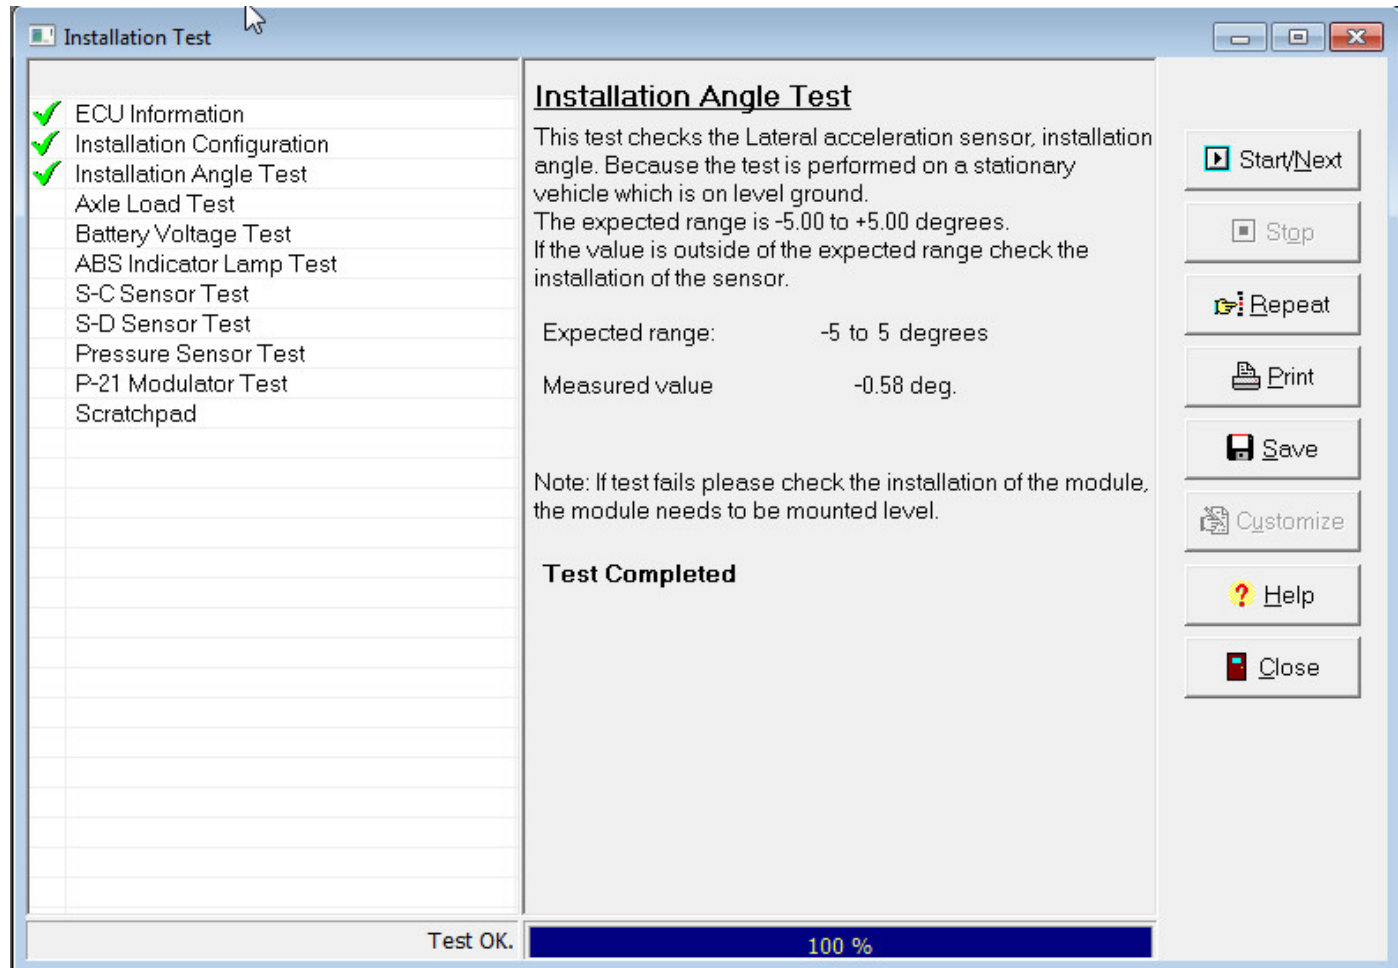 Installation Test
ECU Information
Installation Configuration
Installation Angle Test
Axle Load Test
Battery Voltage Test
ABS Indicator Lamp Test
S-C Sensor Test
S-D Sensor Test
Pressure Sensor Test
P-21 Modulator Test
Scratchpad
Test OK.
Installation Angle Test
This test checks the Lateral acceleration sensor, installation
angle. Because the test is performed on a stationary
vehicle which is on level ground.
The expected range is -5.00 to +5.00 degrees.
If the value is outside of the expected range check the
installation of the sensor.
Expected range: -5 to 5 degrees
Measured value -0.58 deg.
Note: If test fails please check the installation of the module,
the module needs to be mounted level.
Test Completed
100 %
Start/Next
Stop
Repeat
Print
Save
Customize
Help
Close